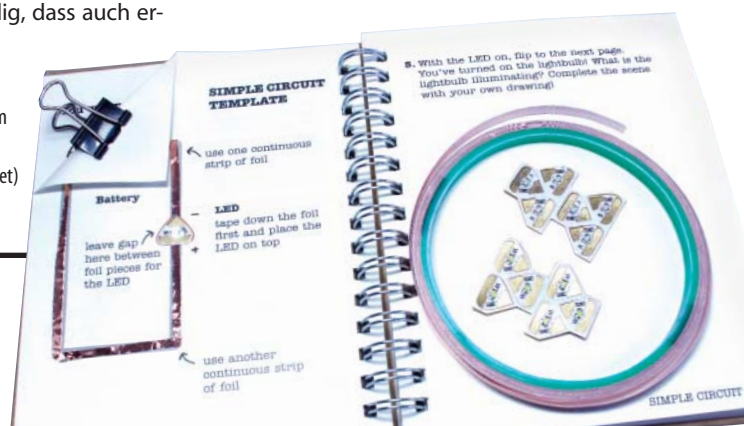 lig, dass auch er-
m
et)
SIMPLE CIRCUIT
TEMPLATE
use one continuous
strip of foil
Battery
LED
tape down the foil
first and place the
LED on top
−
+
leave gap
here between
foil pieces for
the LED
use another
continuous strip
of foil
5. With the LED on, flip to the next page.
You've turned on the lightbulb! What is the
lightbulb illuminating? Complete the scene
with your own drawing!
SIMPLE CIRCUIT